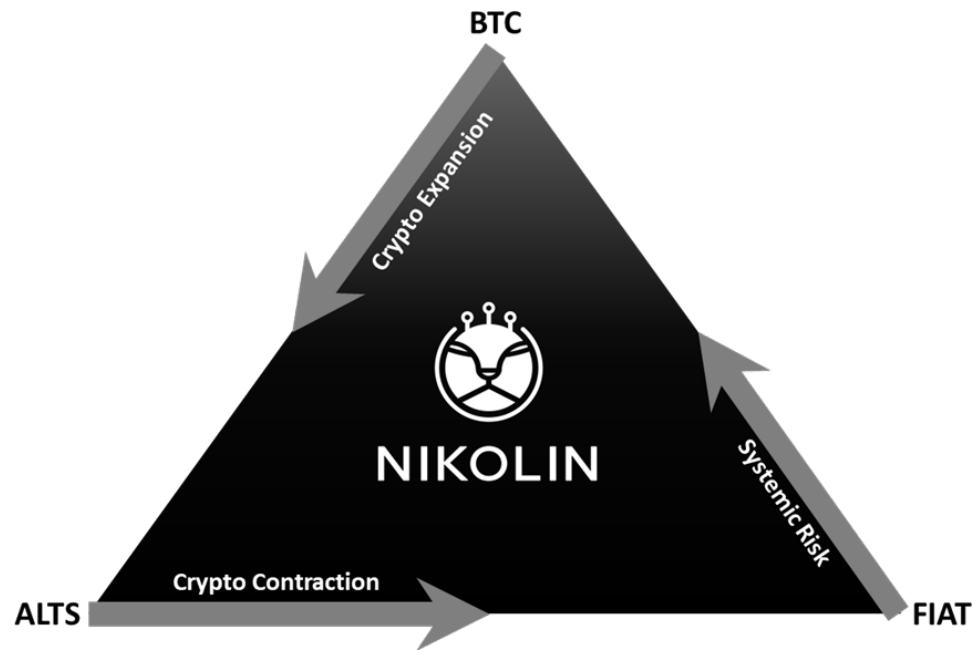 BTC
Crypto Expansion
NIKOLIN
Systemic Risk
Crypto Contraction
ALTS
FIAT